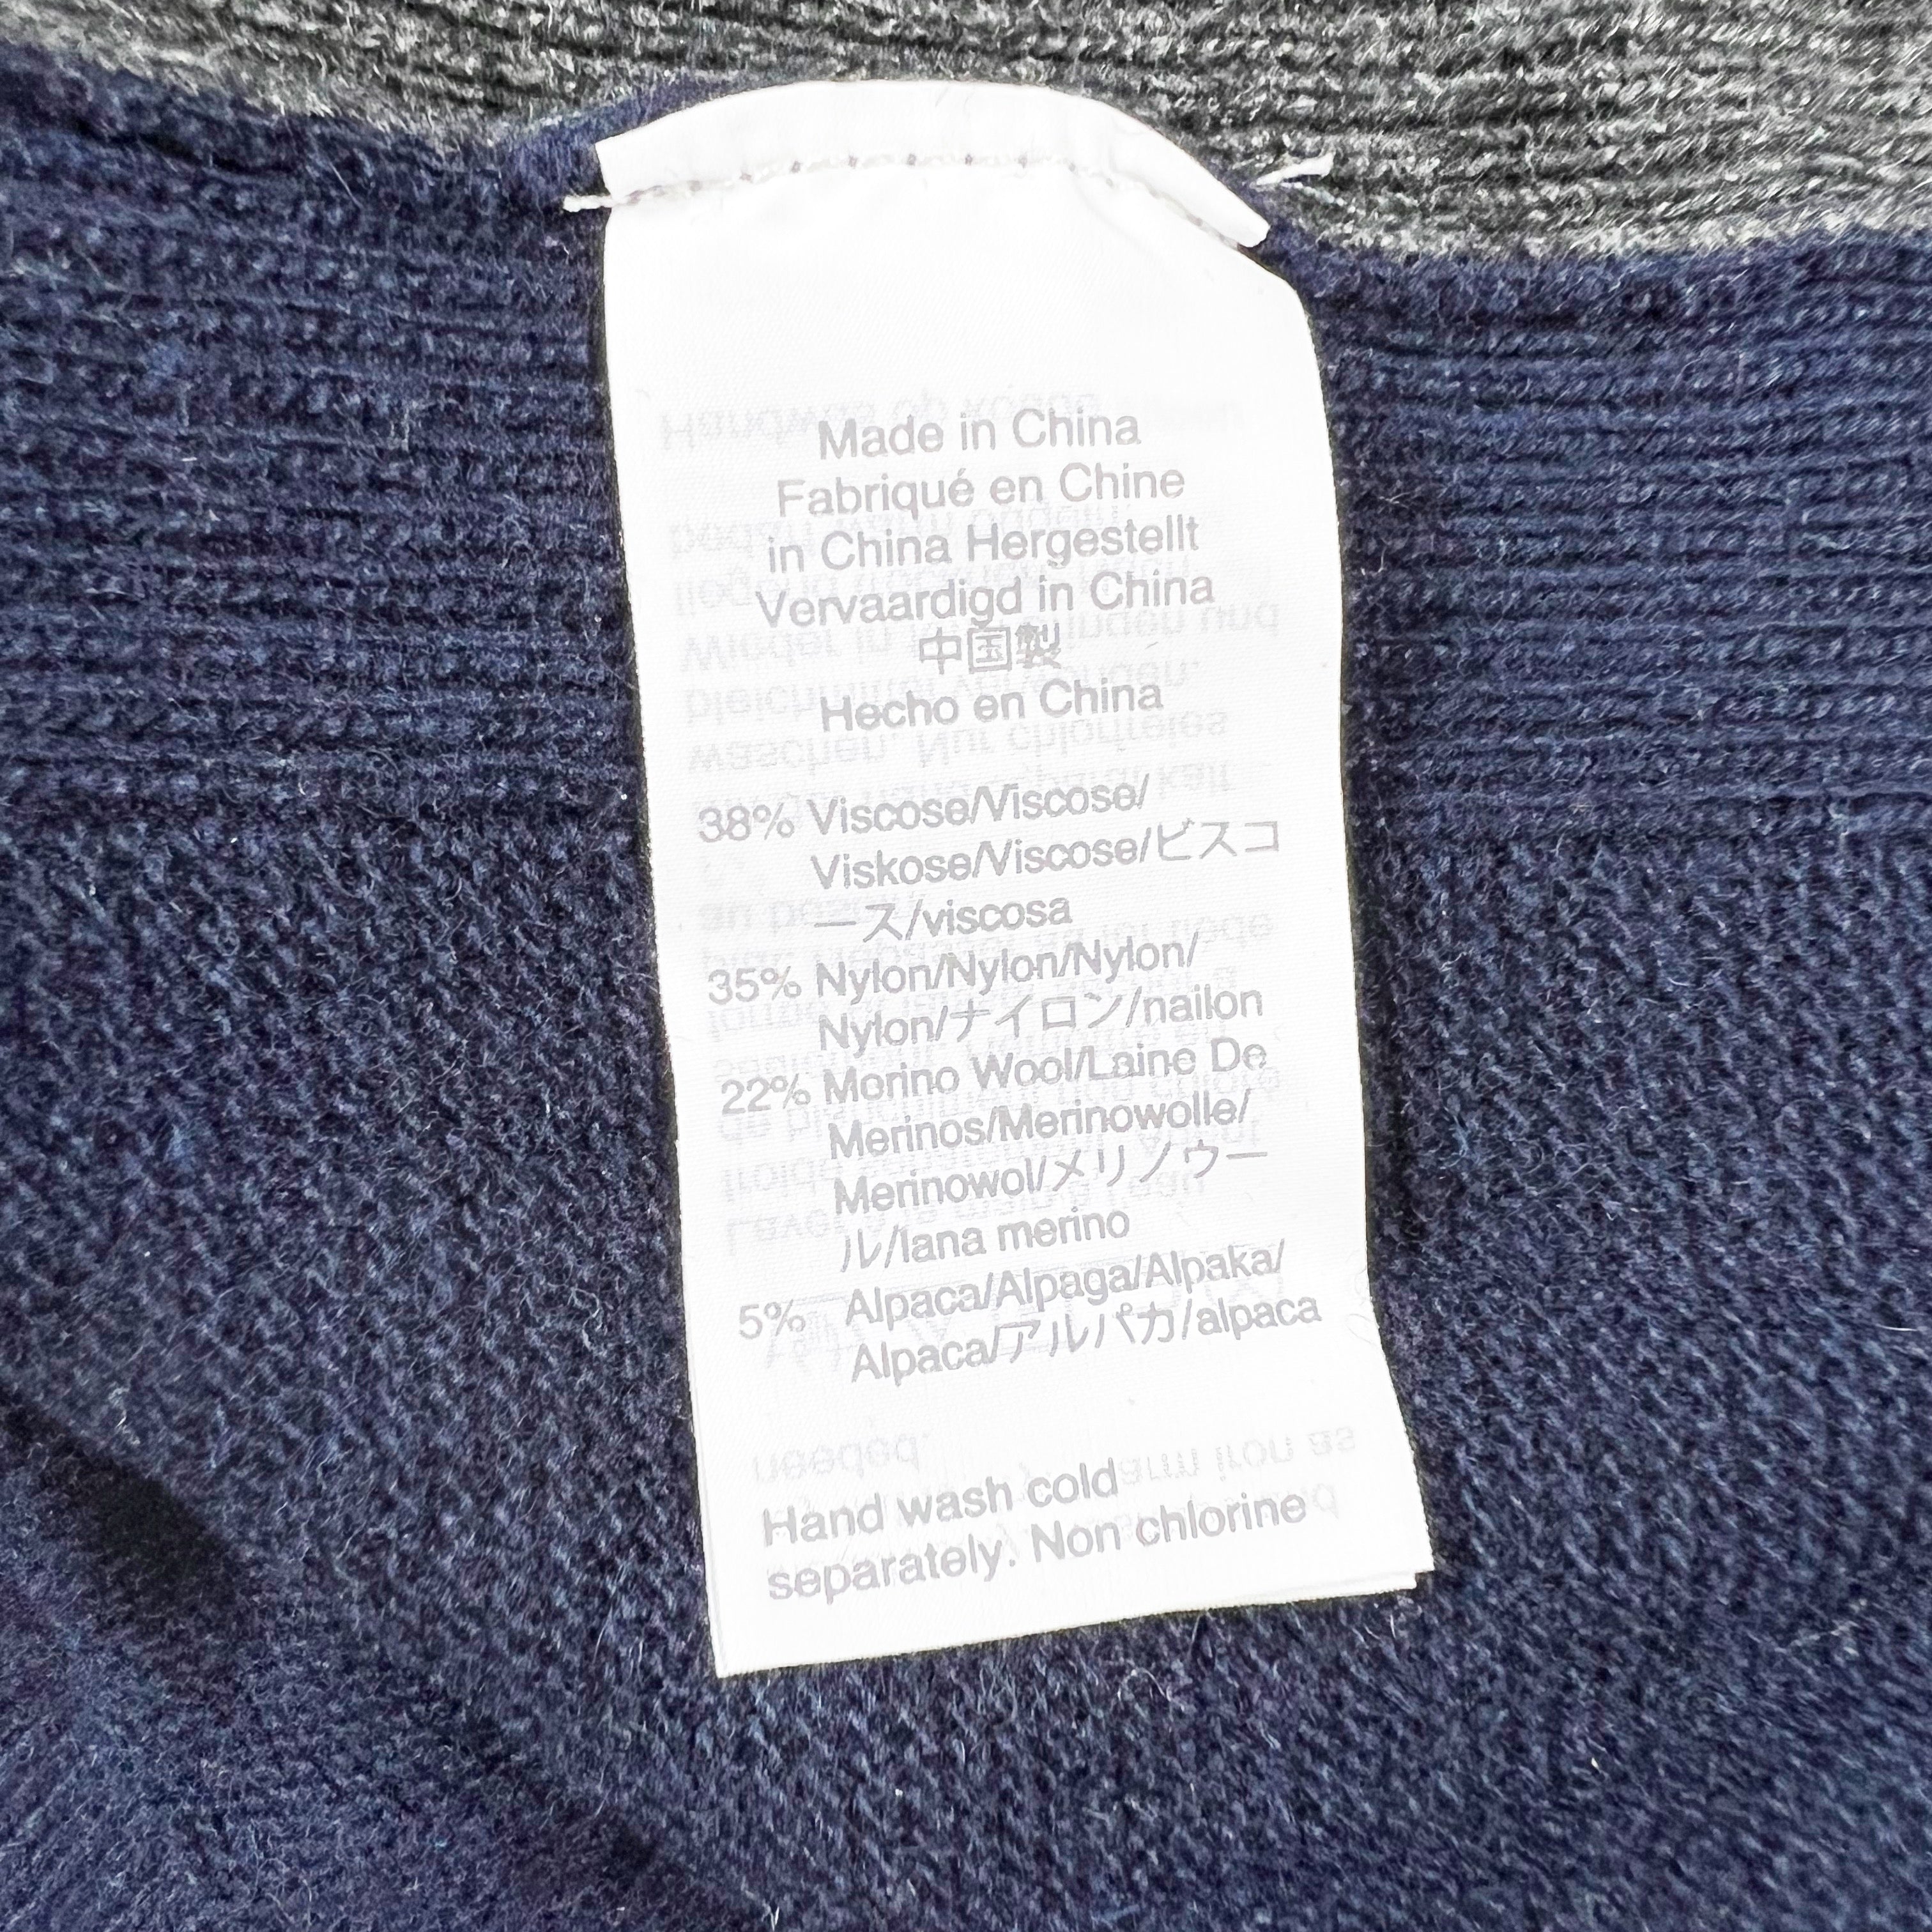 Made in China
Fabriqué en Chine
in China Hergestellt
Vervaardigd in China
中国製
Hecho en China
38% Viscose/Viscose/
Viskose/Viscose/ビスコ
ース/viscosa
35% Nylon/Nylon/Nylon/
Nylon/ナイロン/nailon
22% Merino Wool/Laine De
Merinos/Merinowolle/
Merinowol/メリノウー
ル/lana merino
5% Alpaca/Alpaga/Alpaka/
Alpaca/アルパカ/alpaca
Hand wash cold
separately. Non chlorine